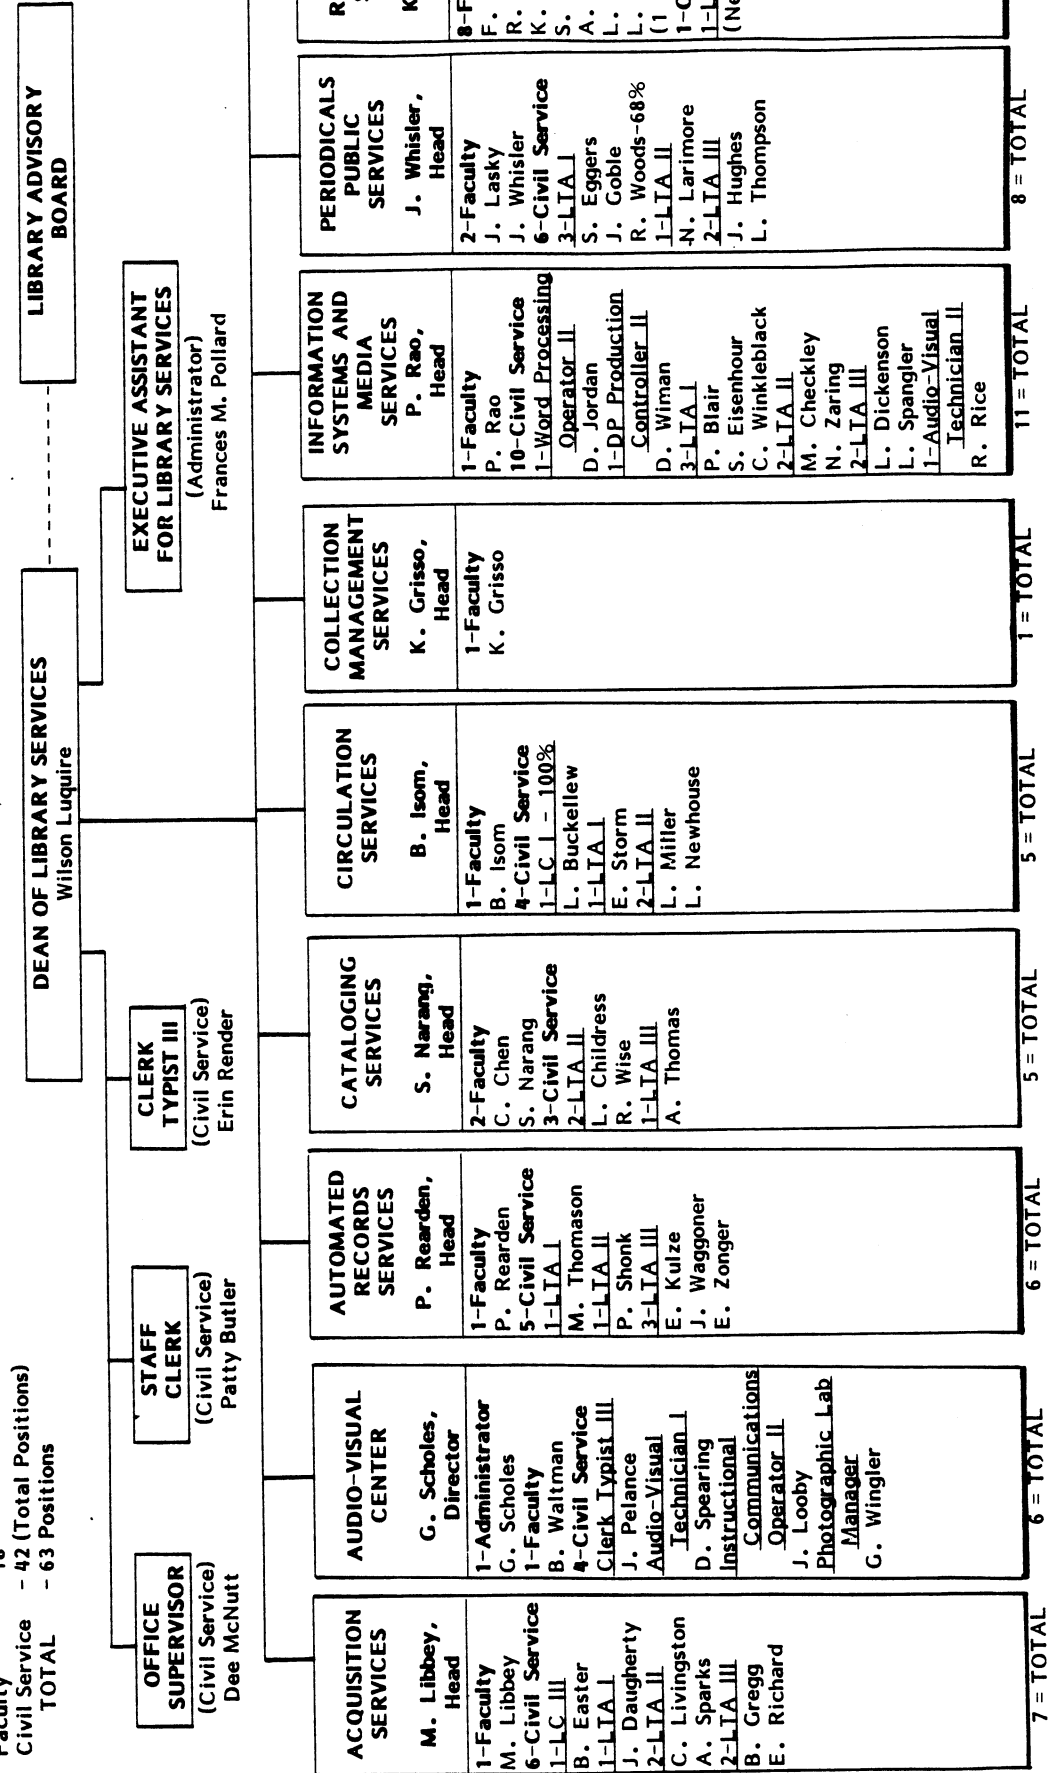 Faculty
Civil Service - 42 (Total Positions)
TOTAL - 63 Positions
DEAN OF LIBRARY SERVICES
Wilson Luquire
LIBRARY ADVISORY
BOARD
OFFICE
SUPERVISOR
(Civil Service)
Dee McNutt
STAFF
CLERK
(Civil Service)
Patty Butler
CLERK
TYPIST III
(Civil Service)
Erin Render
EXECUTIVE ASSISTANT
FOR LIBRARY SERVICES
(Administrator)
Frances M. Pollard
ACQUISITION
SERVICES
M. Libbey,
Head
1-Faculty
M. Libbey
6-Civil Service
1-LC III
B. Easter
1-LTA I
J. Daugherty
2-LTA II
C. Livingston
A. Sparks
2-LTA III
B. Gregg
E. Richard
7 = TOTAL
AUDIO-VISUAL
CENTER
G. Scholes,
Director
1-Administrator
G. Scholes
1-Faculty
B. Waltman
4-Civil Service
Clerk Typist III
J. Pelance
Audio-Visual
Technician I
D. Spearing
Instructional
Communications
Operator II
J. Looby
Photographic Lab
Manager
G. Wingler
6 = TOTAL
AUTOMATED
RECORDS
SERVICES
P. Rearden,
Head
1-Faculty
P. Rearden
5-Civil Service
1-LTA I
M. Thomason
1-LTA II
P. Shonk
3-LTA III
E. Kulze
J. Waggoner
E. Zonger
6 = TOTAL
CATALOGING
SERVICES
S. Narang,
Head
2-Faculty
C. Chen
S. Narang
3-Civil Service
2-LTA II
L. Childress
R. Wise
1-LTA III
A. Thomas
5 = TOTAL
CIRCULATION
SERVICES
B. Isom,
Head
1-Faculty
B. Isom
4-Civil Service
1-LC I - 100%
L. Buckellew
1-LTA I
E. Storm
2-LTA II
L. Miller
L. Newhouse
5 = TOTAL
COLLECTION
MANAGEMENT
SERVICES
K. Grisso,
Head
1-Faculty
K. Grisso
1 = TOTAL
INFORMATION
SYSTEMS AND
MEDIA
SERVICES
P. Rao,
Head
1-Faculty
P. Rao
10-Civil Service
1-Word Processing
Operator II
D. Jordan
1-DP Production
Controller II
D. Wiman
3-LTA I
P. Blair
S. Eisenhour
C. Winkleblack
2-LTA II
M. Checkley
N. Zaring
2-LTA III
L. Dickenson
L. Spangler
1-Audio-Visual
Technician II
R. Rice
11 = TOTAL
PERIODICALS
PUBLIC
SERVICES
J. Whisler,
Head
2-Faculty
J. Lasky
J. Whisler
6-Civil Service
3-LTA I
S. Eggers
J. Goble
R. Woods-68%
1-LTA II
N. Larimore
2-LTA III
J. Hughes
L. Thompson
8 = TOTAL
R
K
8-F
F.
R.
K.
S.
A.
L.
L.
(1
1-C
1-L
(Ne